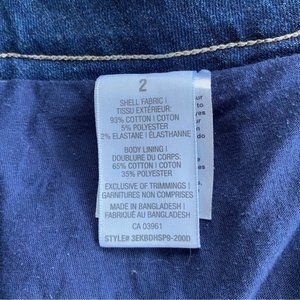 2
SHELL FABRIC |
TISSU EXTÉRIEUR:
93% COTTON | COTON
5% POLYESTER
2% ELASTANE | ÉLASTHANNE
BODY LINING |
DOUBLURE DU CORPS:
65% COTTON | COTON
35% POLYESTER
EXCLUSIVE OF TRIMMINGS |
GARNITURES NON COMPRISES
MADE IN BANGLADESH |
FABRIQUÉ AU BANGLADESH
CA 03961
STYLE# 3EKBDHSP9-200D